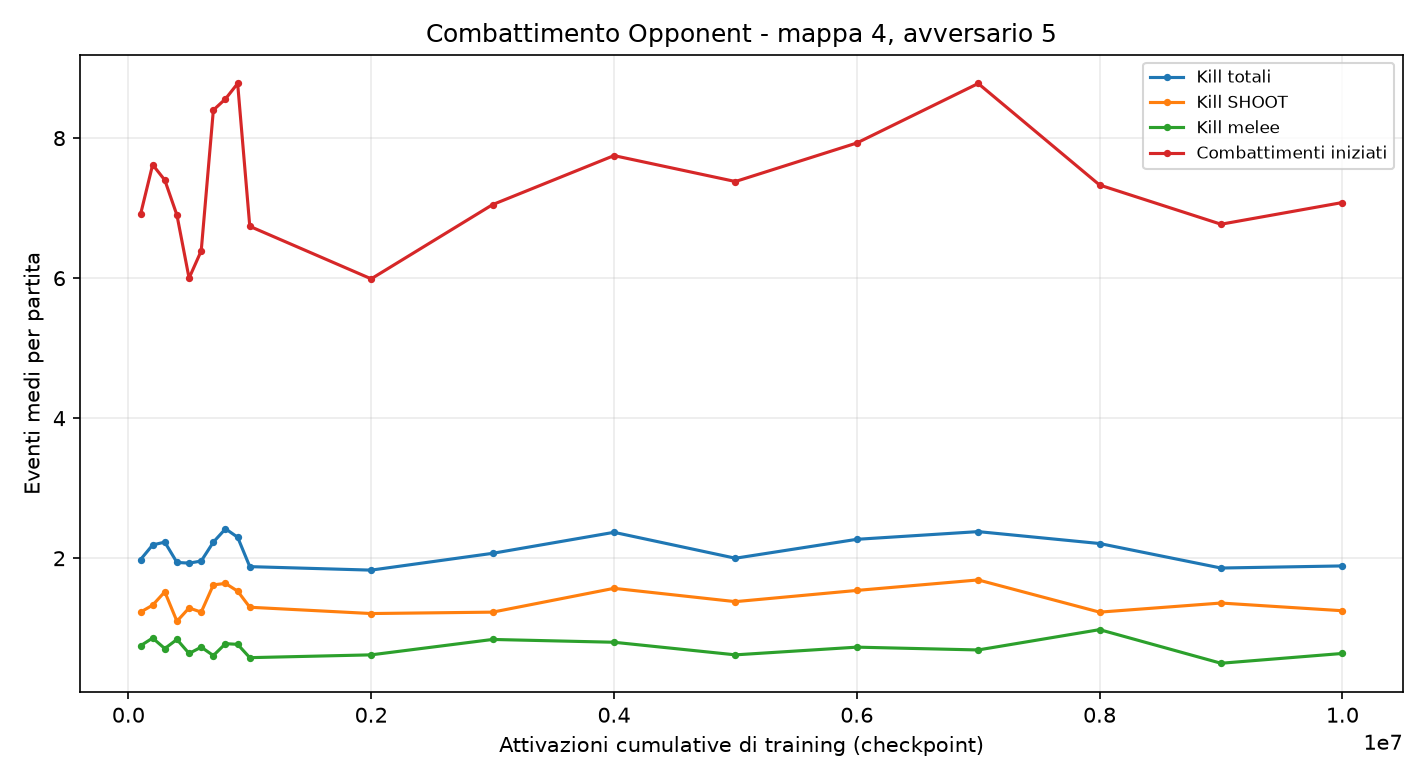 Combattimento Opponent - mappa 4, avversario 5
Kill totali
Kill SHOOT
Kill melee
Combattimenti iniziati
Eventi medi per partita
8
6
4
2
0.0 0.2 0.4 0.6 0.8 1.0
1e7
Attivazioni cumulative di training (checkpoint)